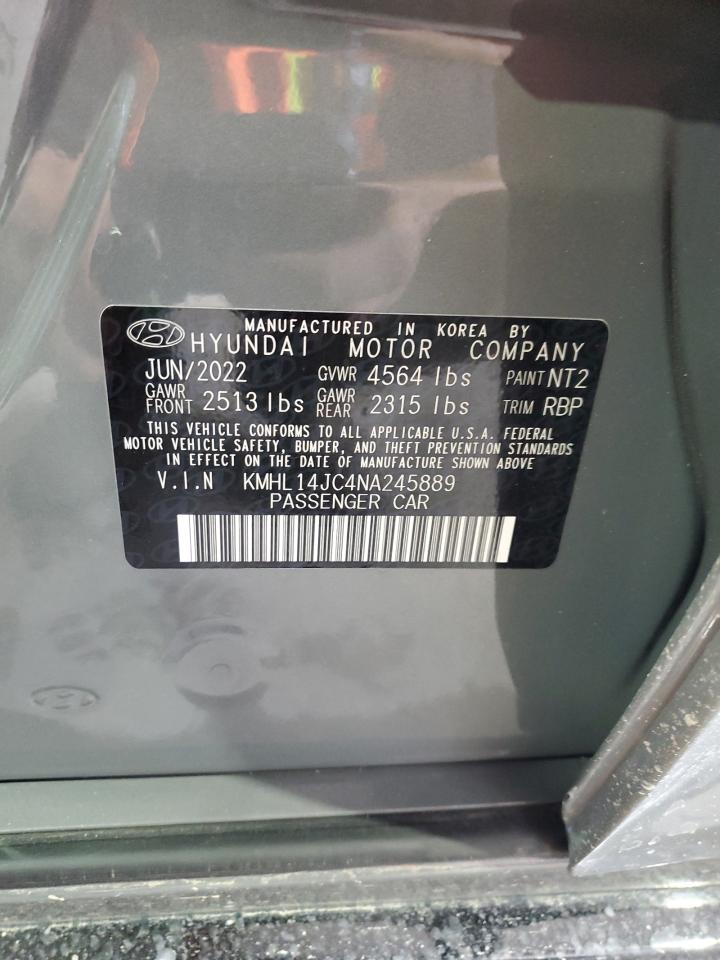 MANUFACTURED IN KOREA BY
HYUNDAI MOTOR COMPANY
JUN/2022 GVWR 4564 lbs PAINT NT2
GAWR FRONT 2513 lbs GAWR REAR 2315 lbs TRIM RBP
THIS VEHICLE CONFORMS TO ALL APPLICABLE U.S.A. FEDERAL
MOTOR VEHICLE SAFETY, BUMPER, AND THEFT PREVENTION STANDARDS
IN EFFECT ON THE DATE OF MANUFACTURE SHOWN ABOVE
V.I.N KMHL14JC4NA245889
PASSENGER CAR